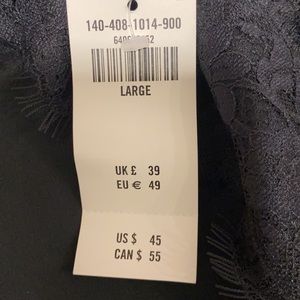 140-408-1014-900
LARGE
UK £ 39
EU € 49
US $ 45
CAN $ 55